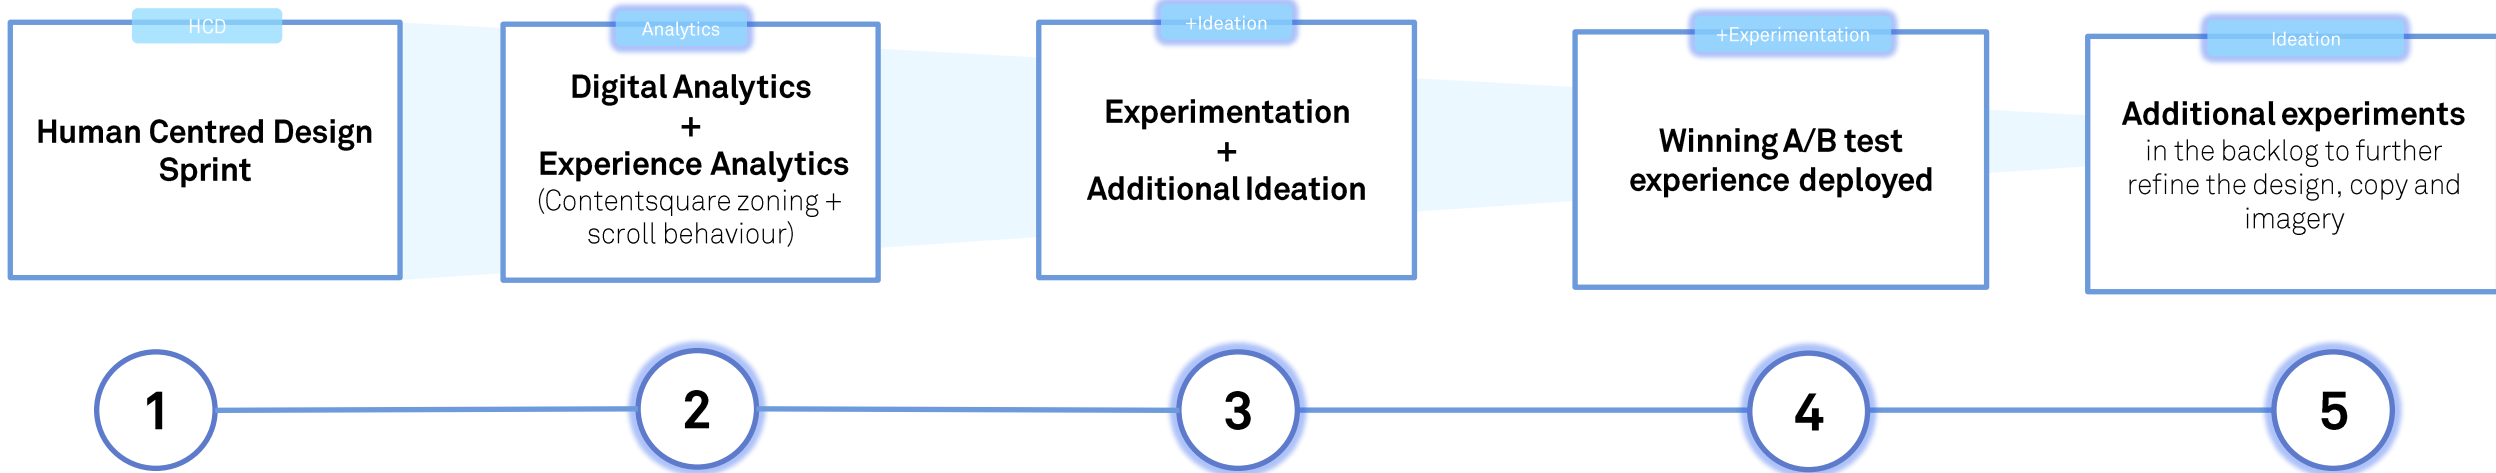 HCD
Human Centred Design
Sprint
Analytics
Digital Analytics
+
Experience Analytics
(Contentsquare zoning +
scroll behaviour)
+Ideation
Experimentation
+
Additional Ideation
+Experimentation
Winning A/B test
experience deployed
Ideation
Additional experiments
in the backlog to further
refine the design, copy and
imagery
1
2
3
4
5